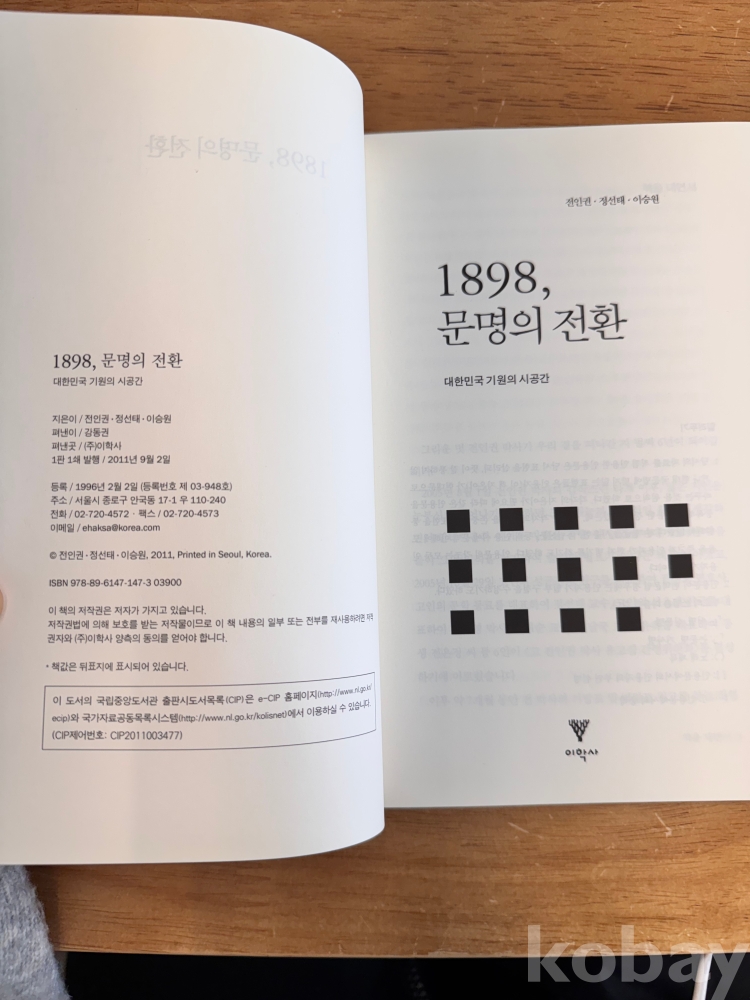 1898, 문명의 전환
1898, 문명의 전환
대한민국 기원의 시공간
지은이 / 전인권·정선태·이승원
펴낸이 / 강동권
펴낸곳 / (주)이학사
1판 1쇄 발행 / 2011년 9월 2일
등록 / 1996년 2월 2일 (등록번호 제 03-948호)
주소 / 서울시 종로구 안국동 17-1 우 110-240
전화 / 02-720-4572 · 팩스 / 02-720-4573
이메일 / ehaksa@korea.com
© 전인권·정선태·이승원, 2011, Printed in Seoul, Korea.
ISBN 978-89-6147-147-3 03900
이 책의 저작권은 저자가 가지고 있습니다.
저작권법에 의해 보호를 받는 저작물이므로 이 책 내용의 일부 또는 전부를 재사용하려면 저작
권자와 (주)이학사 양측의 동의를 얻어야 합니다.
* 책값은 뒤표지에 표시되어 있습니다.
이 도서의 국립중앙도서관 출판시도서목록(CIP)은 e-CIP 홈페이지(http://www.nl.go.kr/
ecip)와 국가자료공동목록시스템(http://www.nl.go.kr/kolisnet)에서 이용하실 수 있습니다.
(CIP제어번호: CIP2011003477)
전인권·정선태·이승원
1898,
문명의 전환
대한민국 기원의 시공간
이학사
kobay